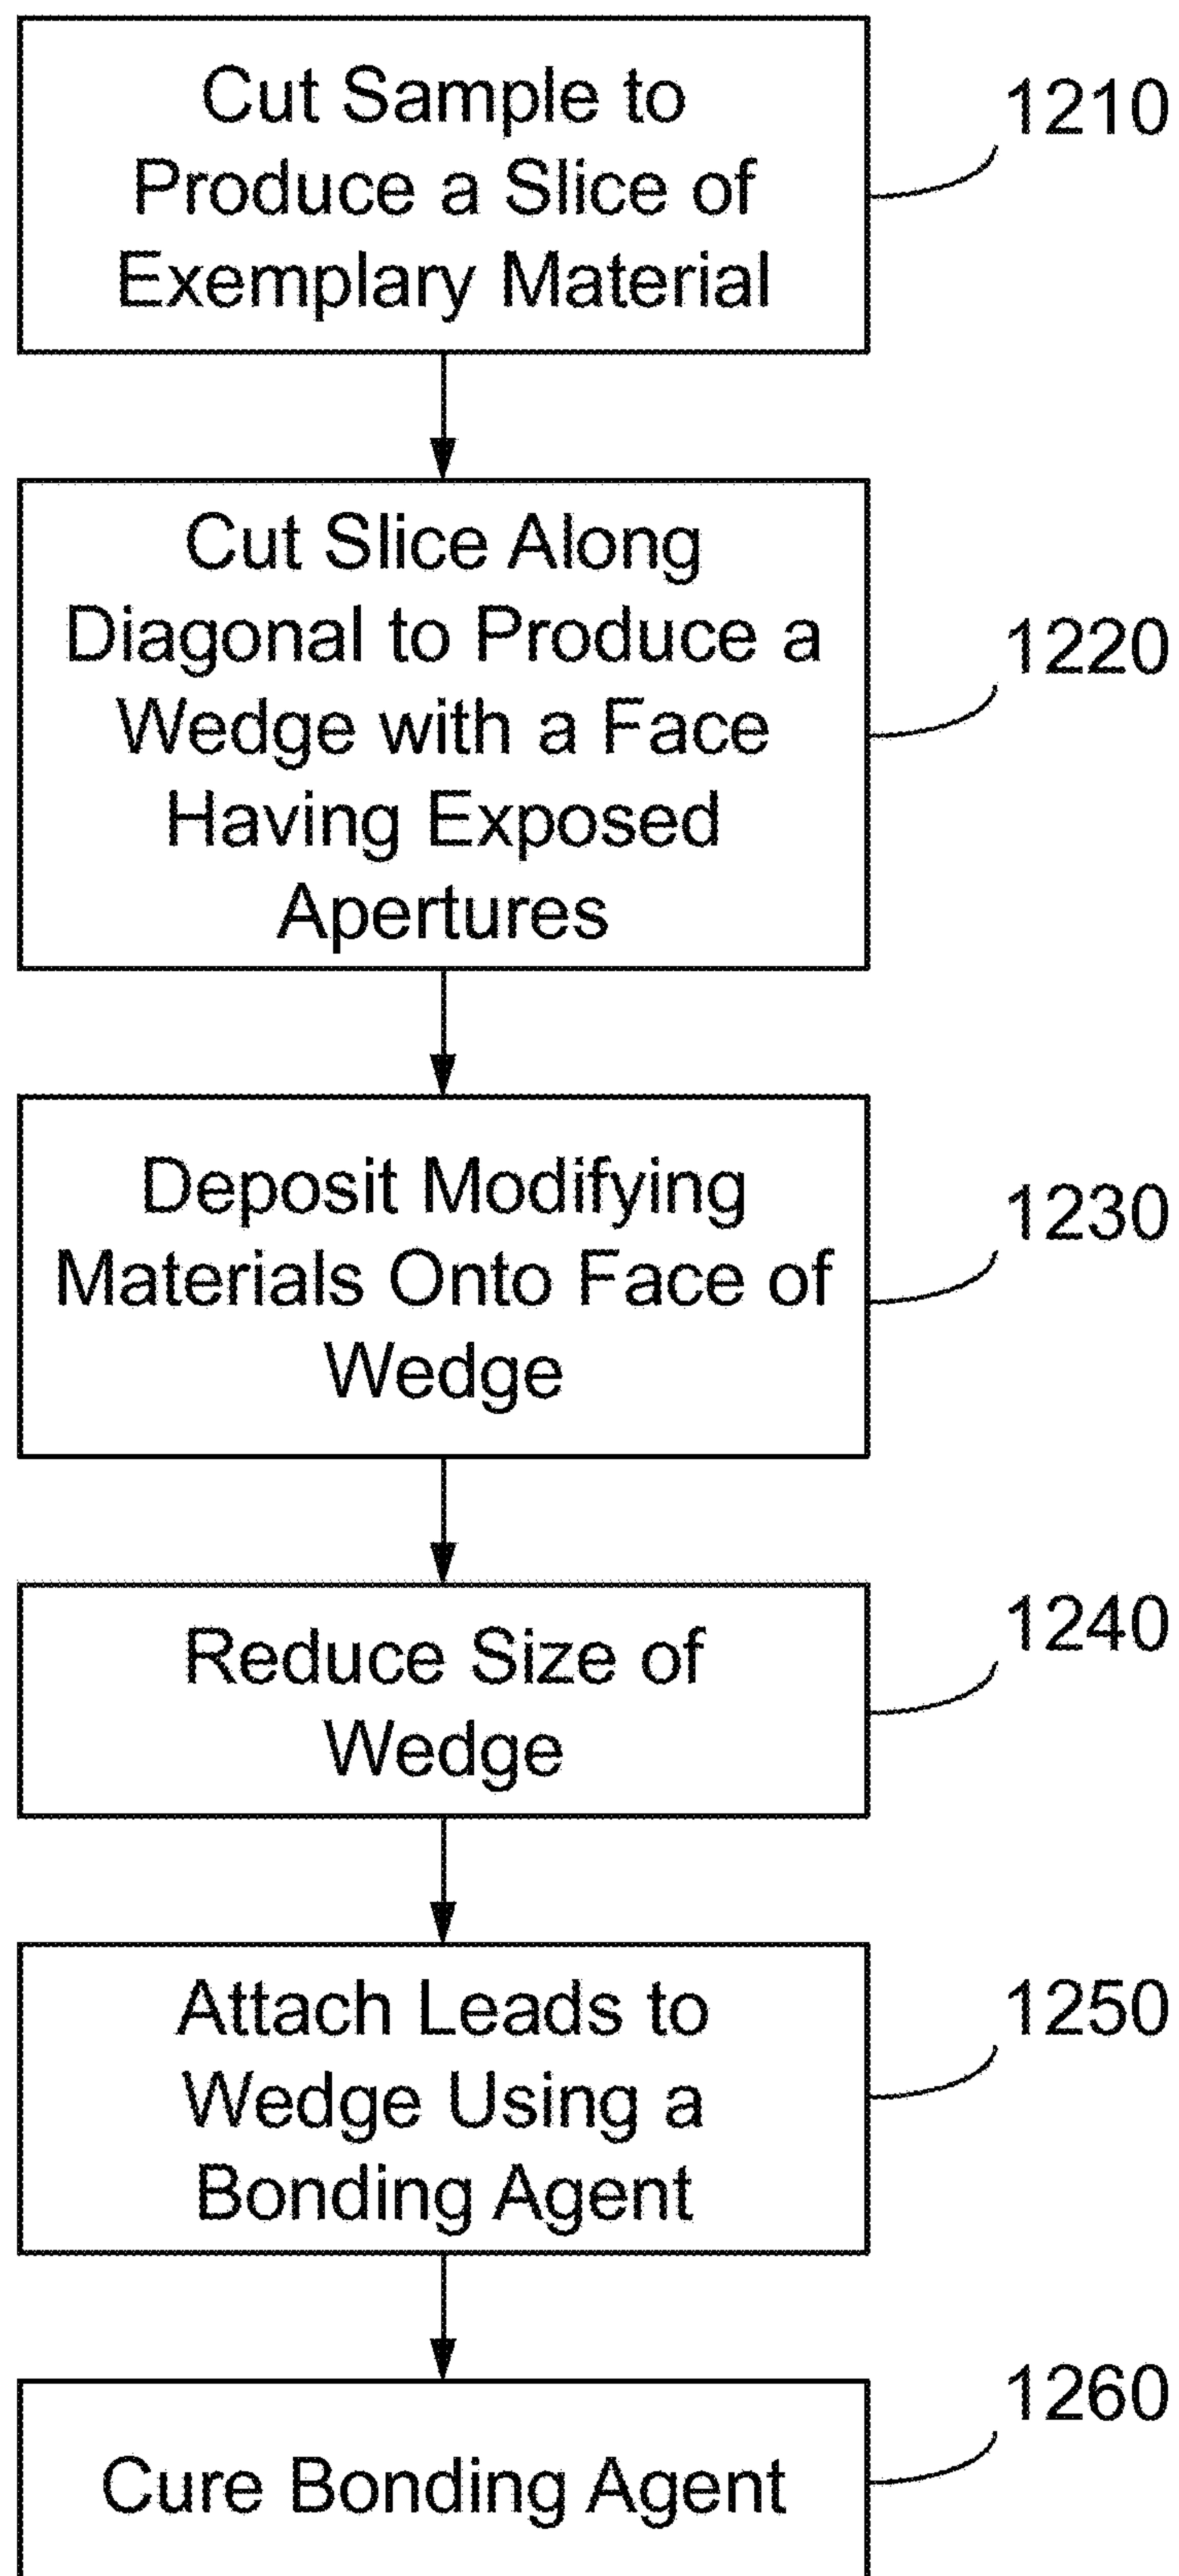 Cut Sample to
Produce a Slice of
Exemplary Material
1210
Cut Slice Along
Diagonal to Produce a
Wedge with a Face
Having Exposed
Apertures
1220
Deposit Modifying
Materials Onto Face of
Wedge
1230
Reduce Size of
Wedge
1240
Attach Leads to
Wedge Using a
Bonding Agent
1250
Cure Bonding Agent
1260